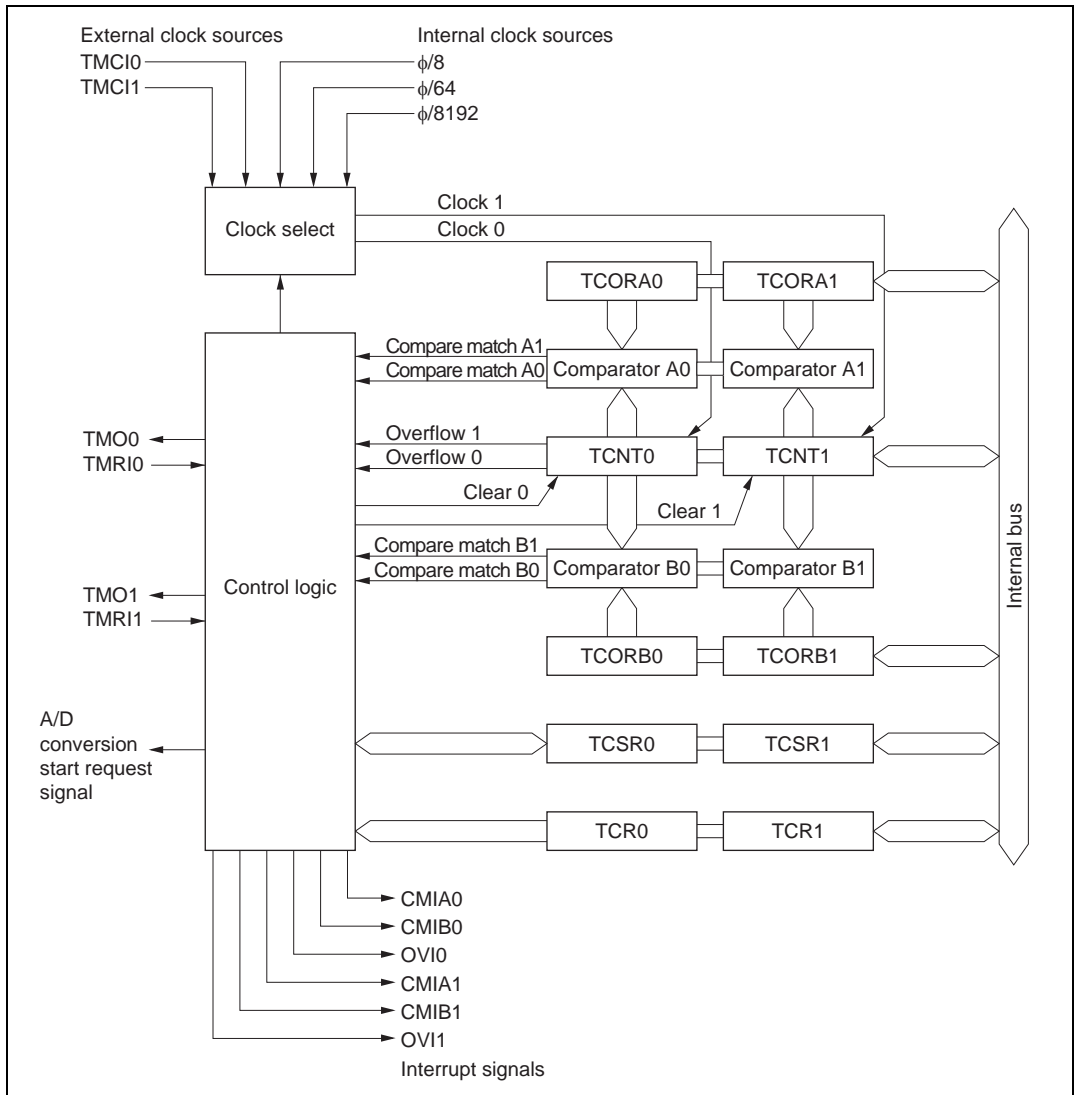 External clock sources
Internal clock sources
TMCI0
ϕ/8
TMCI1
ϕ/64
ϕ/8192
Clock 1
Clock select
Clock 0
TCORA0
TCORA1
Compare match A1
Compare match A0
Comparator A0
Comparator A1
TMO0
Overflow 1
TMRI0
Overflow 0
TCNT0
TCNT1
Clear 0
Clear 1
Internal bus
Compare match B1
Compare match B0
Comparator B0
Comparator B1
Control logic
TMO1
TMRI1
TCORB0
TCORB1
A/D
conversion
start request
signal
TCSR0
TCSR1
TCR0
TCR1
CMIA0
CMIB0
OVI0
CMIA1
CMIB1
OVI1
Interrupt signals